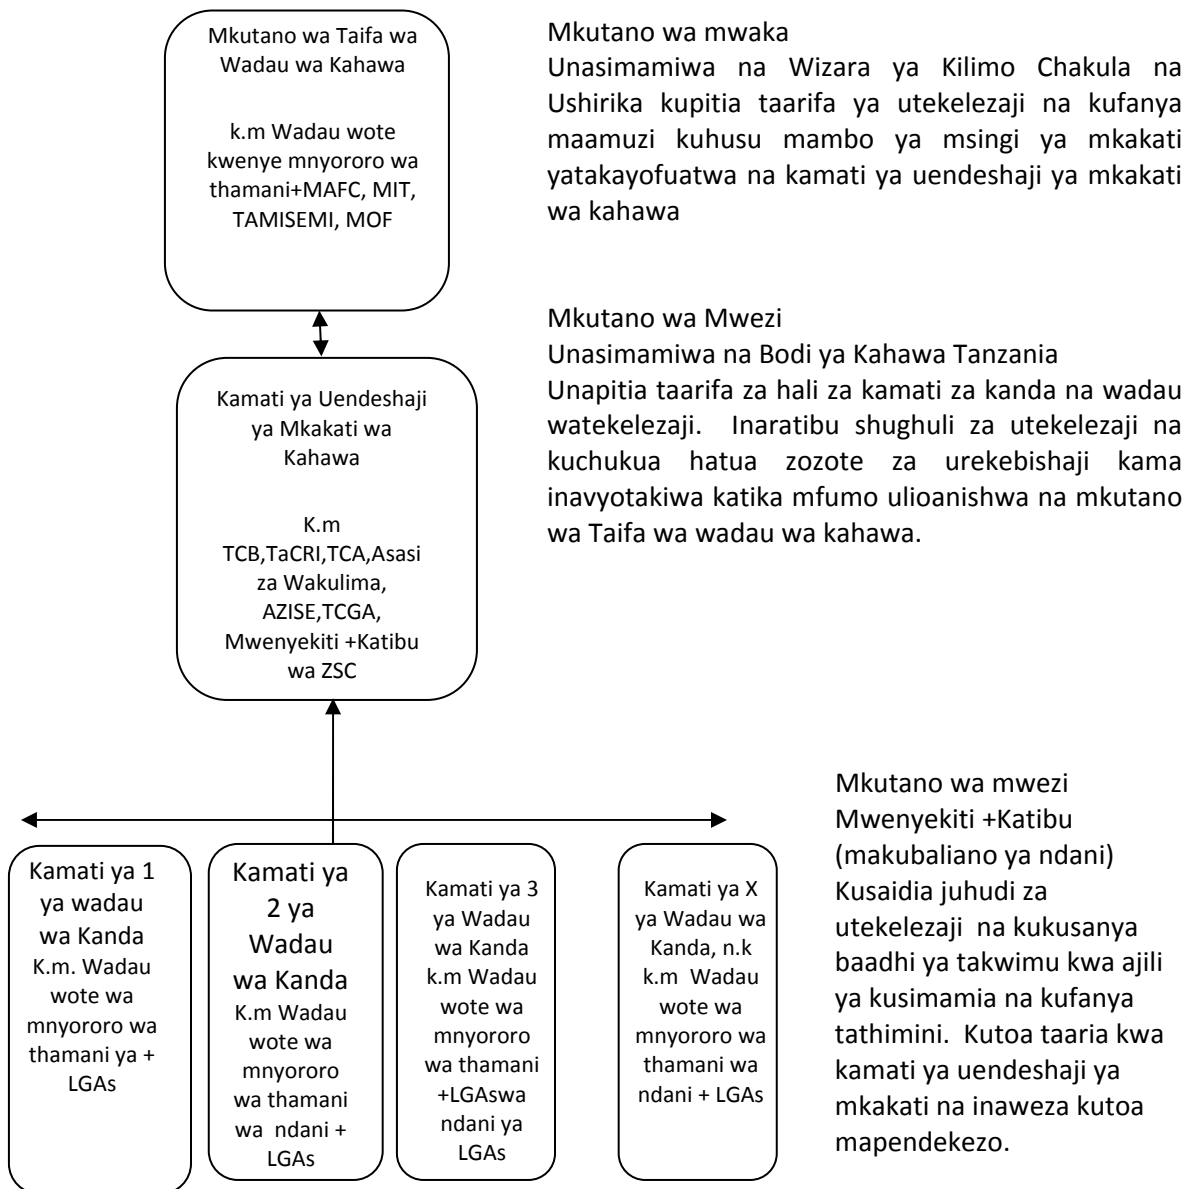 Mkutano wa Taifa wa
Wadau wa Kahawa
k.m Wadau wote
kwenye mnyororo wa
thamani+MAFC, MIT,
TAMISEMI, MOF
Mkutano wa mwaka
Unasimamiwa na Wizara ya Kilimo Chakula na
Ushirika kupitia taarifa ya utekelezaji na kufanya
maamuzi kuhusu mambo ya msingi ya mkakati
yatakayofuatwa na kamati ya uendeshaji ya mkakati
wa kahawa
Kamati ya Uendeshaji
ya Mkakati wa
Kahawa
K.m
TCB,TaCRI,TCA,Asasi
za Wakulima,
AZISE,TCGA,
Mwenyekiti +Katibu
wa ZSC
Mkutano wa Mwezi
Unasimamiwa na Bodi ya Kahawa Tanzania
Unapitia taarifa za hali za kamati za kanda na wadau
watekelezaji. Inaratibu shughuli za utekelezaji na
kuchukua hatua zozote za urekebishaji kama
inavyotakiwa katika mfumo ulioanishwa na mkutano
wa Taifa wa wadau wa kahawa.
Kamati ya 1
ya wadau
wa Kanda
K.m. Wadau
wote wa
mnyororo wa
thamani ya +
LGAs
Kamati ya
2 ya
Wadau
wa Kanda
K.m Wadau
wote wa
mnyororo
wa thamani
wa ndani +
LGAs
Kamati ya 3
ya Wadau
wa Kanda
k.m Wadau
wote wa
mnyororo
wa thamani
+LGAswa
ndani ya
LGAs
Kamati ya X
ya Wadau wa
Kanda, n.k
k.m Wadau
wote wa
mnyororo wa
thamani wa
ndani + LGAs
Mkutano wa mwezi
Mwenyekiti +Katibu
(makubaliano ya ndani)
Kusaidia juhudi za
utekelezaji na kukusanya
baadhi ya takwimu kwa ajili
ya kusimamia na kufanya
tathimini. Kutoa taaria kwa
kamati ya uendeshaji ya
mkakati na inaweza kutoa
mapendekezo.